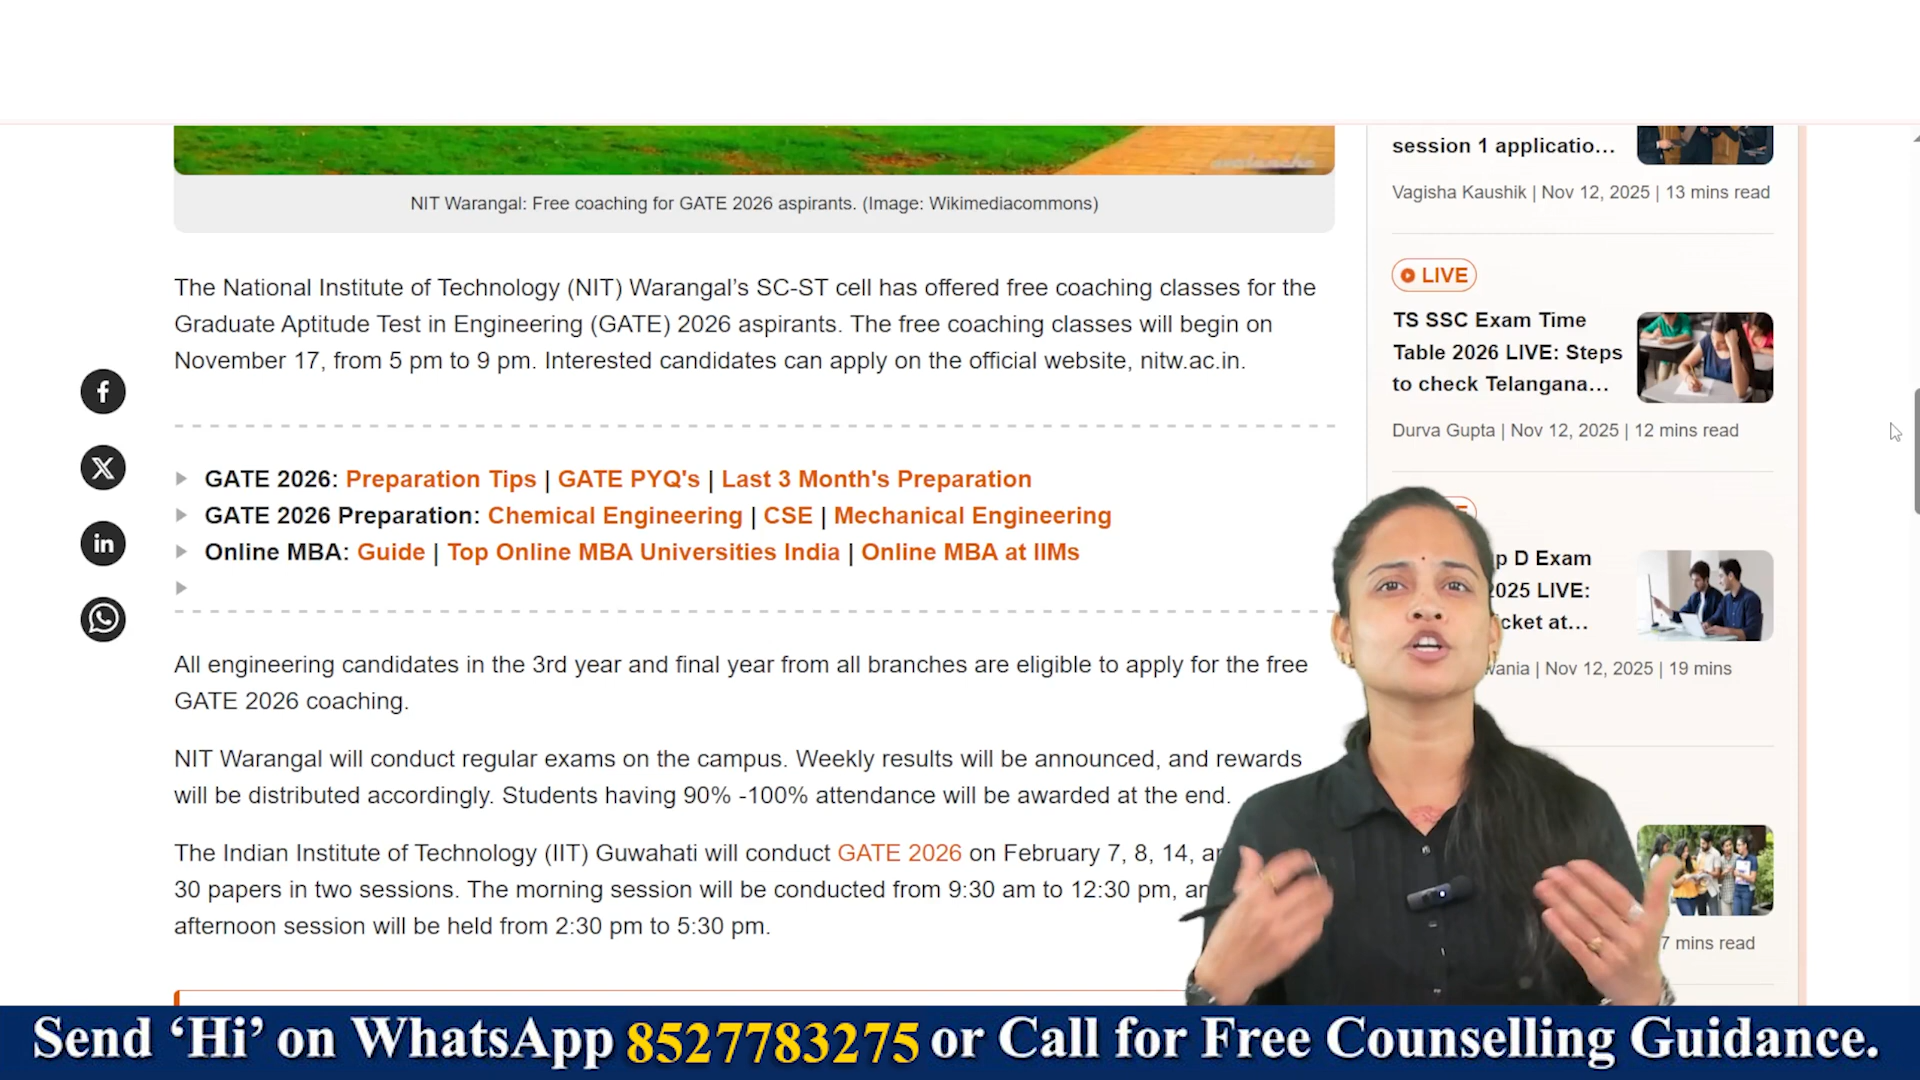 session 1 applicatio...
Vagisha Kaushik | Nov 12, 2025 | 13 mins read
NIT Warangal: Free coaching for GATE 2026 aspirants. (Image: Wikimediacommons)
The National Institute of Technology (NIT) Warangal’s SC-ST cell has offered free coaching classes for the
Graduate Aptitude Test in Engineering (GATE) 2026 aspirants. The free coaching classes will begin on
November 17, from 5 pm to 9 pm. Interested candidates can apply on the official website, nitw.ac.in.
GATE 2026: Preparation Tips | GATE PYQ's | Last 3 Month's Preparation
GATE 2026 Preparation: Chemical Engineering | CSE | Mechanical Engineering
Online MBA: Guide | Top Online MBA Universities India | Online MBA at IIMs
All engineering candidates in the 3rd year and final year from all branches are eligible to apply for the free
GATE 2026 coaching.
NIT Warangal will conduct regular exams on the campus. Weekly results will be announced, and rewards
will be distributed accordingly. Students having 90% -100% attendance will be awarded at the end.
The Indian Institute of Technology (IIT) Guwahati will conduct GATE 2026 on February 7, 8, 14,
30 papers in two sessions. The morning session will be conducted from 9:30 am to 12:30 pm,
afternoon session will be held from 2:30 pm to 5:30 pm.
LIVE
TS SSC Exam Time
Table 2026 LIVE: Steps
to check Telangana...
Durva Gupta | Nov 12, 2025 | 12 mins read
D Exam
2025 LIVE:
at...
| Nov 12, 2025 | 19 mins
7 mins read
Send ‘Hi’ on WhatsApp 8527783275 or Call for Free Counselling Guidance.